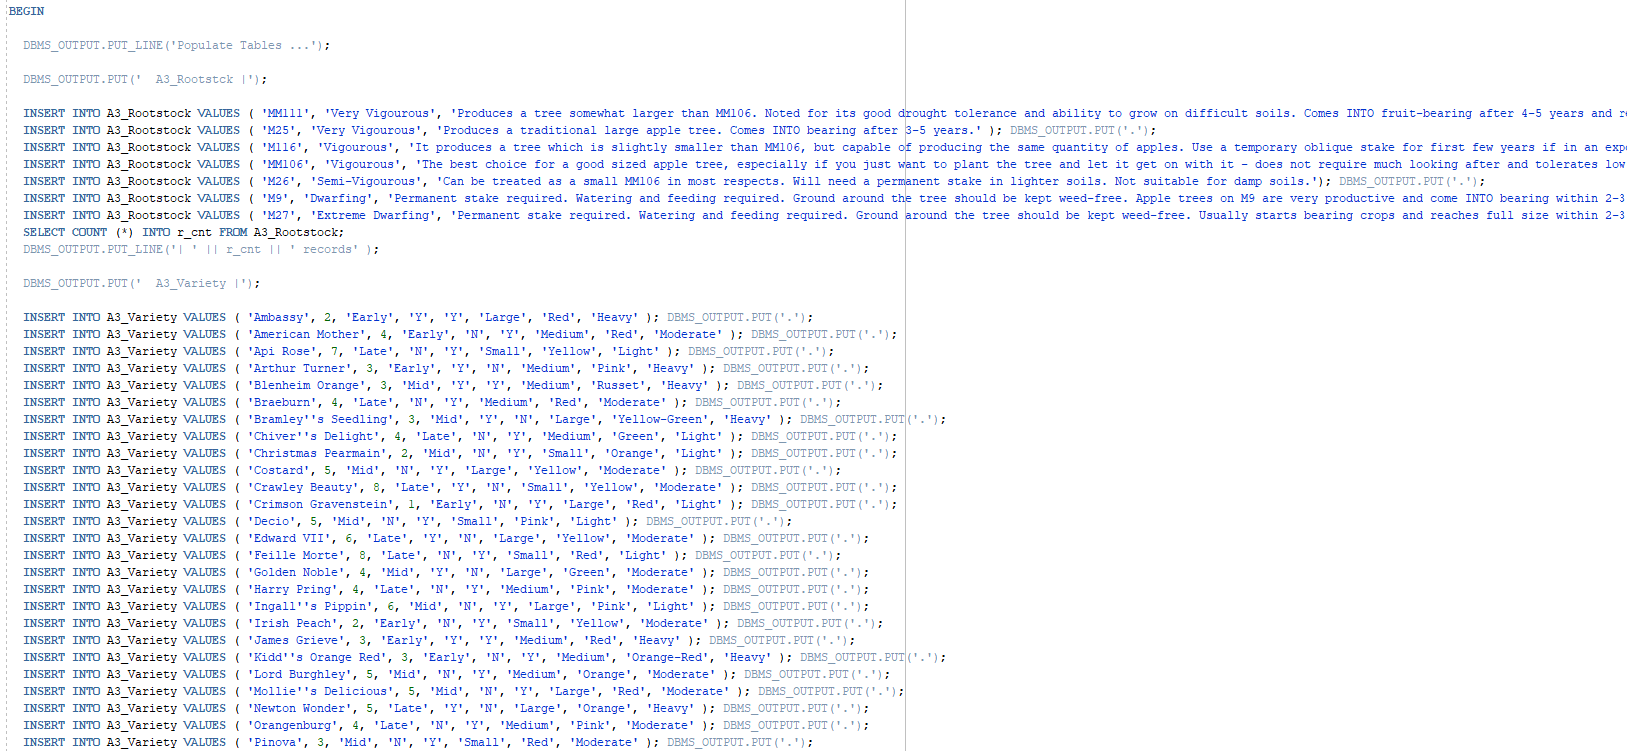 BEGIN
DBMS_OUTPUT.PUT_LINE('Populate Tables ...');
DBMS_OUTPUT.PUT('  A3_Rootstck |');
INSERT INTO A3_Rootstock VALUES ( 'MM111', 'Very Vigourous', 'Produces a tree somewhat larger than MM106. Noted for its good drought tolerance and ability to grow on difficult soils. Comes INTO fruit-bearing after 4-5 years and re
INSERT INTO A3_Rootstock VALUES ( 'M25', 'Very Vigourous', 'Produces a traditional large apple tree. Comes INTO bearing after 3-5 years.' ); DBMS_OUTPUT.PUT('.');
INSERT INTO A3_Rootstock VALUES ( 'M116', 'Vigourous', 'It produces a tree which is slightly smaller than MM106, but capable of producing the same quantity of apples. Use a temporary oblique stake for first few years if in an expo
INSERT INTO A3_Rootstock VALUES ( 'MM106', 'Vigourous', 'The best choice for a good sized apple tree, especially if you just want to plant the tree and let it get on with it - does not require much looking after and tolerates low
INSERT INTO A3_Rootstock VALUES ( 'M26', 'Semi-Vigourous', 'Can be treated as a small MM106 in most respects. Will need a permanent stake in lighter soils. Not suitable for damp soils.'); DBMS_OUTPUT.PUT('.');
INSERT INTO A3_Rootstock VALUES ( 'M9', 'Dwarfing', 'Permanent stake required. Watering and feeding required. Ground around the tree should be kept weed-free. Apple trees on M9 are very productive and come INTO bearing within 2-3
INSERT INTO A3_Rootstock VALUES ( 'M27', 'Extreme Dwarfing', 'Permanent stake required. Watering and feeding required. Ground around the tree should be kept weed-free. Usually starts bearing crops and reaches full size within 2-3
SELECT COUNT (*) INTO r_cnt FROM A3_Rootstock;
DBMS_OUTPUT.PUT_LINE('| ' || r_cnt || ' records' );
DBMS_OUTPUT.PUT('  A3_Variety |');
INSERT INTO A3_Variety VALUES ( 'Ambassy', 2, 'Early', 'Y', 'Y', 'Large', 'Red', 'Heavy' ); DBMS_OUTPUT.PUT('.');
INSERT INTO A3_Variety VALUES ( 'American Mother', 4, 'Early', 'N', 'Y', 'Medium', 'Red', 'Moderate' ); DBMS_OUTPUT.PUT('.');
INSERT INTO A3_Variety VALUES ( 'Api Rose', 7, 'Late', 'N', 'Y', 'Small', 'Yellow', 'Light' ); DBMS_OUTPUT.PUT('.');
INSERT INTO A3_Variety VALUES ( 'Arthur Turner', 3, 'Early', 'Y', 'N', 'Medium', 'Pink', 'Heavy' ); DBMS_OUTPUT.PUT('.');
INSERT INTO A3_Variety VALUES ( 'Blenheim Orange', 3, 'Mid', 'Y', 'Y', 'Medium', 'Russet', 'Heavy' ); DBMS_OUTPUT.PUT('.');
INSERT INTO A3_Variety VALUES ( 'Braeburn', 4, 'Late', 'N', 'Y', 'Medium', 'Red', 'Moderate' ); DBMS_OUTPUT.PUT('.');
INSERT INTO A3_Variety VALUES ( 'Bramley''s Seedling', 3, 'Mid', 'Y', 'N', 'Large', 'Yellow-Green', 'Heavy' ); DBMS_OUTPUT.PUT('.');
INSERT INTO A3_Variety VALUES ( 'Chiver''s Delight', 4, 'Late', 'N', 'Y', 'Medium', 'Green', 'Light' ); DBMS_OUTPUT.PUT('.');
INSERT INTO A3_Variety VALUES ( 'Christmas Pearmain', 2, 'Mid', 'N', 'Y', 'Small', 'Orange', 'Light' ); DBMS_OUTPUT.PUT('.');
INSERT INTO A3_Variety VALUES ( 'Costard', 5, 'Mid', 'N', 'Y', 'Large', 'Yellow', 'Moderate' ); DBMS_OUTPUT.PUT('.');
INSERT INTO A3_Variety VALUES ( 'Crawley Beauty', 8, 'Late', 'Y', 'N', 'Small', 'Yellow', 'Moderate' ); DBMS_OUTPUT.PUT('.');
INSERT INTO A3_Variety VALUES ( 'Crimson Gravenstein', 1, 'Early', 'N', 'Y', 'Large', 'Red', 'Light' ); DBMS_OUTPUT.PUT('.');
INSERT INTO A3_Variety VALUES ( 'Decio', 5, 'Mid', 'N', 'Y', 'Small', 'Pink', 'Light' ); DBMS_OUTPUT.PUT('.');
INSERT INTO A3_Variety VALUES ( 'Edward VII', 6, 'Late', 'Y', 'N', 'Large', 'Yellow', 'Moderate' ); DBMS_OUTPUT.PUT('.');
INSERT INTO A3_Variety VALUES ( 'Feille Morte', 8, 'Late', 'N', 'Y', 'Small', 'Red', 'Light' ); DBMS_OUTPUT.PUT('.');
INSERT INTO A3_Variety VALUES ( 'Golden Noble', 4, 'Mid', 'Y', 'N', 'Large', 'Green', 'Moderate' ); DBMS_OUTPUT.PUT('.');
INSERT INTO A3_Variety VALUES ( 'Harry Pring', 4, 'Late', 'N', 'Y', 'Medium', 'Pink', 'Moderate' ); DBMS_OUTPUT.PUT('.');
INSERT INTO A3_Variety VALUES ( 'Ingall''s Pippin', 6, 'Mid', 'N', 'Y', 'Large', 'Pink', 'Light' ); DBMS_OUTPUT.PUT('.');
INSERT INTO A3_Variety VALUES ( 'Irish Peach', 2, 'Early', 'N', 'Y', 'Small', 'Yellow', 'Moderate' ); DBMS_OUTPUT.PUT('.');
INSERT INTO A3_Variety VALUES ( 'James Grieve', 3, 'Early', 'Y', 'Y', 'Medium', 'Red', 'Heavy' ); DBMS_OUTPUT.PUT('.');
INSERT INTO A3_Variety VALUES ( 'Kidd''s Orange Red', 3, 'Early', 'N', 'Y', 'Medium', 'Orange-Red', 'Heavy' ); DBMS_OUTPUT.PUT('.');
INSERT INTO A3_Variety VALUES ( 'Lord Burghley', 5, 'Mid', 'N', 'Y', 'Medium', 'Orange', 'Moderate' ); DBMS_OUTPUT.PUT('.');
INSERT INTO A3_Variety VALUES ( 'Mollie''s Delicious', 5, 'Mid', 'N', 'Y', 'Large', 'Red', 'Moderate' ); DBMS_OUTPUT.PUT('.');
INSERT INTO A3_Variety VALUES ( 'Newton Wonder', 5, 'Late', 'Y', 'N', 'Large', 'Orange', 'Heavy' ); DBMS_OUTPUT.PUT('.');
INSERT INTO A3_Variety VALUES ( 'Orangenburg', 4, 'Late', 'N', 'Y', 'Medium', 'Pink', 'Moderate' ); DBMS_OUTPUT.PUT('.');
INSERT INTO A3_Variety VALUES ( 'Pinova', 3, 'Mid', 'N', 'Y', 'Small', 'Red', 'Moderate' ); DBMS_OUTPUT.PUT('.');